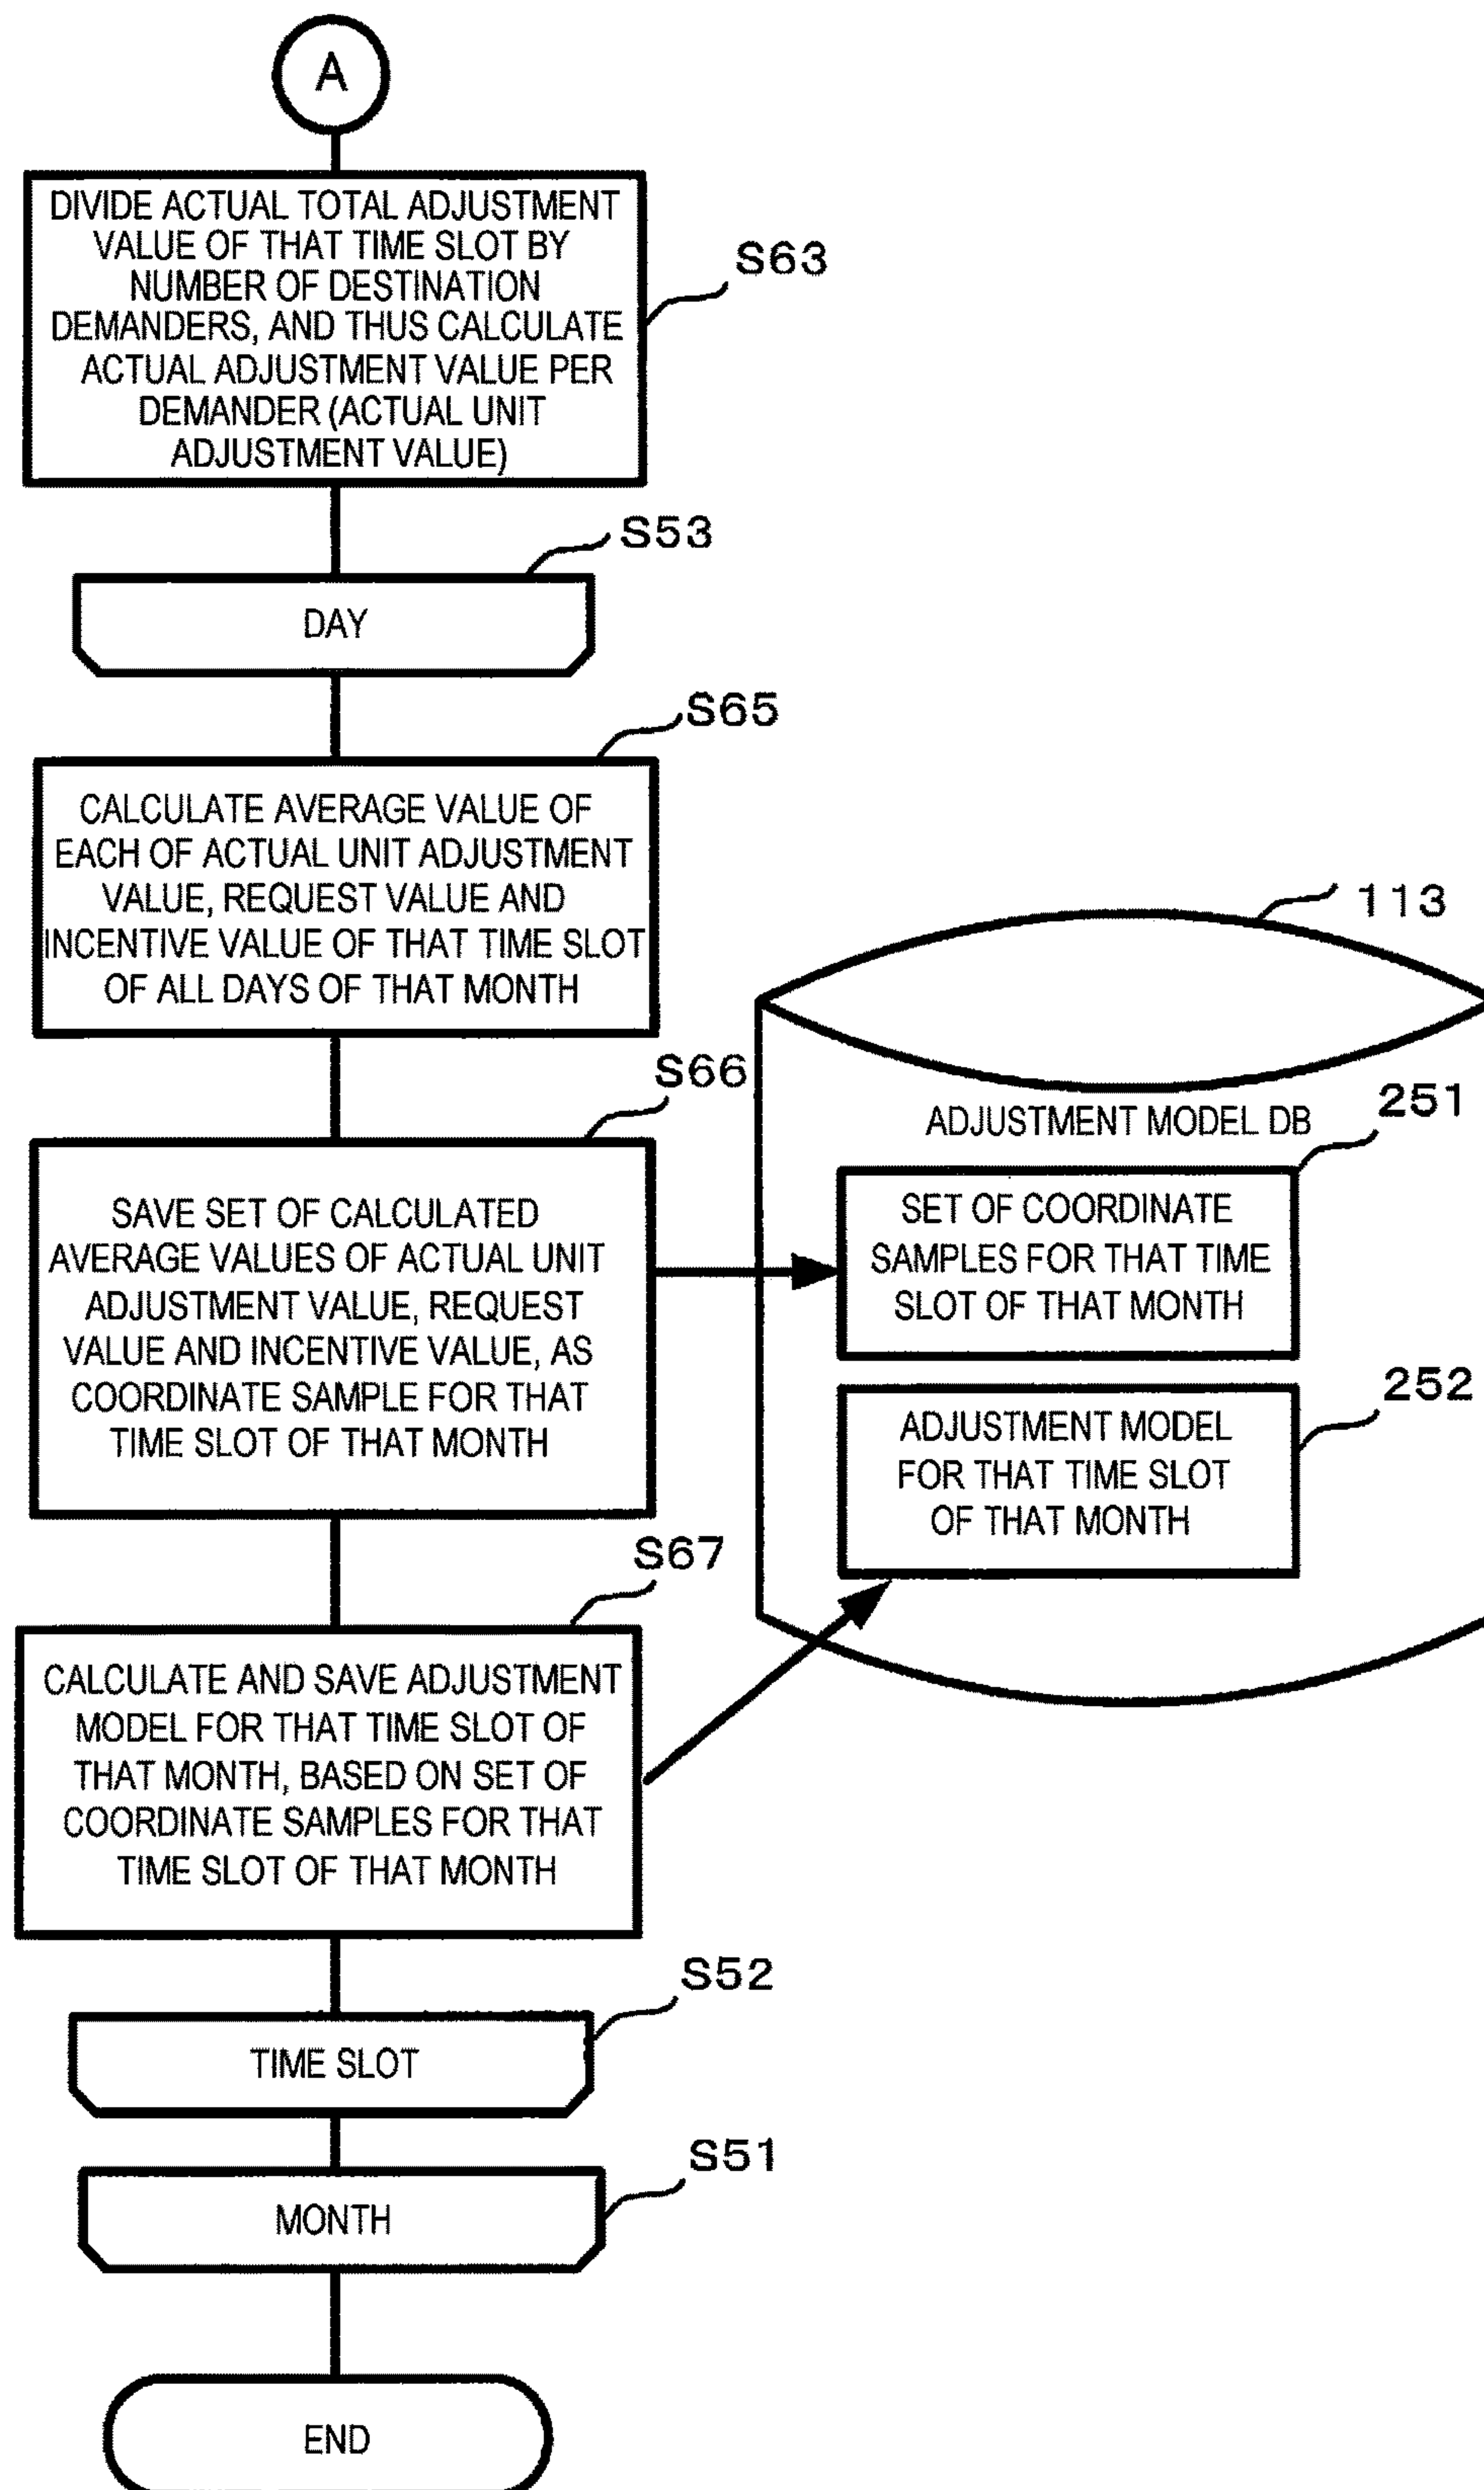 A
DIVIDE ACTUAL TOTAL ADJUSTMENT
VALUE OF THAT TIME SLOT BY
NUMBER OF DESTINATION
DEMANDERS, AND THUS CALCULATE
ACTUAL ADJUSTMENT VALUE PER
DEMANDER (ACTUAL UNIT
ADJUSTMENT VALUE)
S63
S53
DAY
S65
CALCULATE AVERAGE VALUE OF
EACH OF ACTUAL UNIT ADJUSTMENT
VALUE, REQUEST VALUE AND
INCENTIVE VALUE OF THAT TIME SLOT
OF ALL DAYS OF THAT MONTH
S66
SAVE SET OF CALCULATED
AVERAGE VALUES OF ACTUAL UNIT
ADJUSTMENT VALUE, REQUEST
VALUE AND INCENTIVE VALUE, AS
COORDINATE SAMPLE FOR THAT
TIME SLOT OF THAT MONTH
113
ADJUSTMENT MODEL DB
251
SET OF COORDINATE
SAMPLES FOR THAT TIME
SLOT OF THAT MONTH
252
ADJUSTMENT MODEL
FOR THAT TIME SLOT
OF THAT MONTH
S67
CALCULATE AND SAVE ADJUSTMENT
MODEL FOR THAT TIME SLOT OF
THAT MONTH, BASED ON SET OF
COORDINATE SAMPLES FOR THAT
TIME SLOT OF THAT MONTH
S52
TIME SLOT
S51
MONTH
END